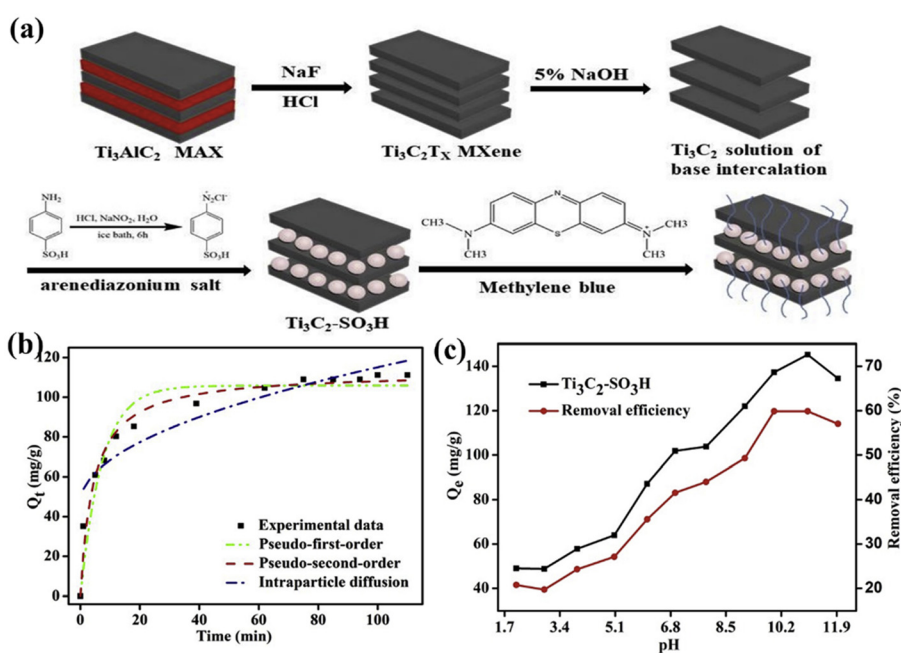 (a)
NaF
HCl
5% NaOH
Ti₃AlC₂ MAX
Ti₃C₂Tₓ MXene
Ti₃C₂ solution of
base intercalation
NH₂
SO₃H
HCl, NaNO₂, H₂O
ice bath, 6h
N₂Cl⁻
SO₃H
arenediazonium salt
Ti₃C₂-SO₃H
N
S
N
CH3
CH3
N
CH3
CH3
Methylene blue
(b)
Qt (mg/g)
120
100
80
60
40
20
0
Experimental data
Pseudo-first-order
Pseudo-second-order
Intraparticle diffusion
0 20 40 60 80 100
Time (min)
(c)
Qe (mg/g)
140
120
100
80
60
40
Ti₃C₂-SO₃H
Removal efficiency
70
60
50
40
30
20
Removal efficiency (%)
1.7 3.4 5.1 6.8 8.5 10.2 11.9
pH